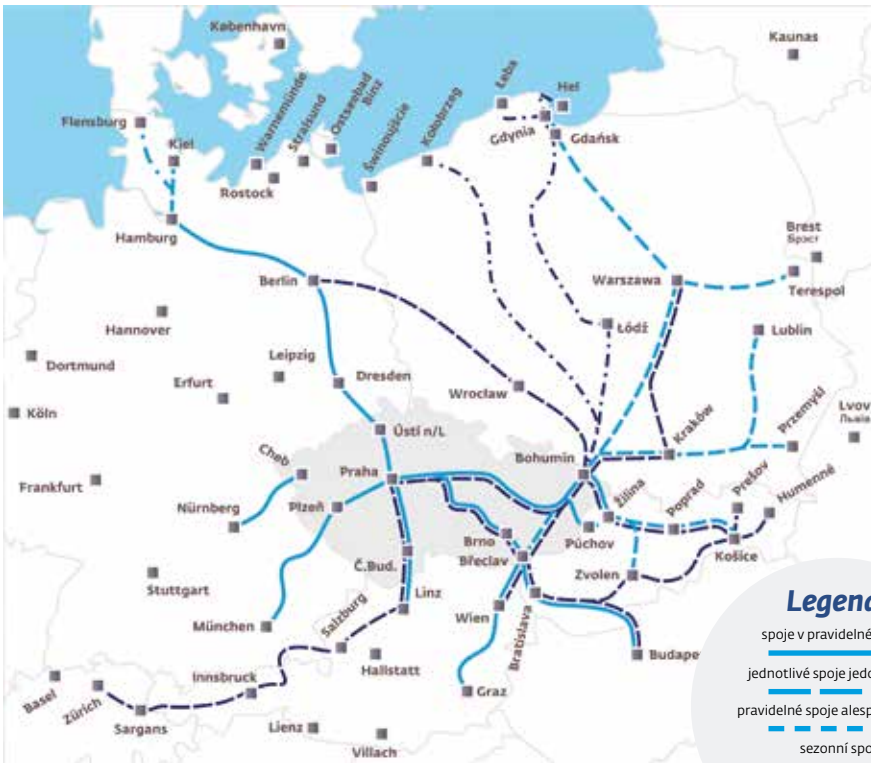 København
Kaunas
Flensburg
Kiel
Warnemünde
Stralsund
Ostseebad
Binz
Świnoujście
Kołobrzeg
Łeba
Hel
Gdynia
Gdańsk
Rostock
Hamburg
Berlin
Warszawa
Brest
Брэст
Terespol
Hannover
Łódź
Lublin
Dortmund
Leipzig
Erfurt
Dresden
Wrocław
Köln
Ústí n/L
Kraków
Przemyśl
Lvov
Львів
Cheb
Praha
Bohumín
Frankfurt
Nürnberg
Plzeň
Žilina
Poprad
Prešov
Humenné
Brno
Púchov
Košice
Břeclav
Č.Bud.
Stuttgart
Zvolen
München
Salzburg
Linz
Wien
Bratislava
Hallstatt
Budape
Innsbruck
Graz
Basel
Zürich
Sargans
Lienz
Villach
Legend
spoje v pravidelné
jednotlivé spoje jed
pravidelné spoje alesp
sezonní spo